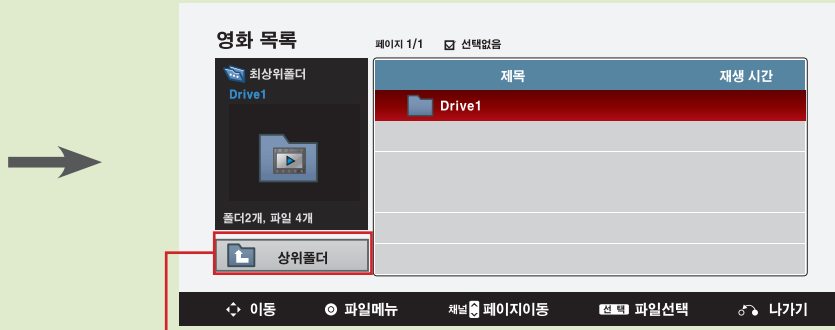 영화 목록
페이지 1/1 선택없음
최상위폴더
Drive1
제목 재생 시간
Drive1
폴더2개, 파일 4개
상위폴더
이동 파일메뉴 채널 페이지이동 선택 파일선택 나가기